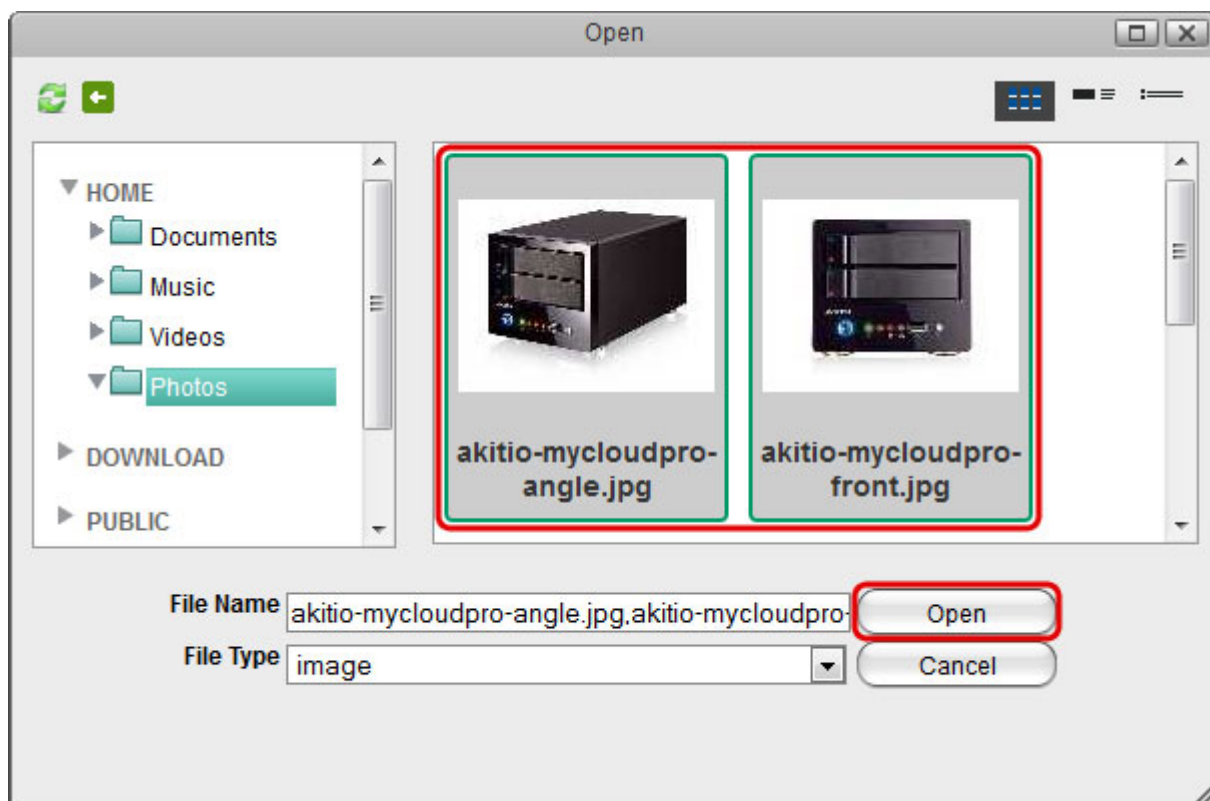 Open
HOME
Documents
Music
Videos
Photos
DOWNLOAD
PUBLIC
akitio-mycloudpro-
angle.jpg
akitio-mycloudpro-
front.jpg
File Name
akitio-mycloudpro-angle.jpg,akitio-mycloudpro-
Open
File Type
image
Cancel